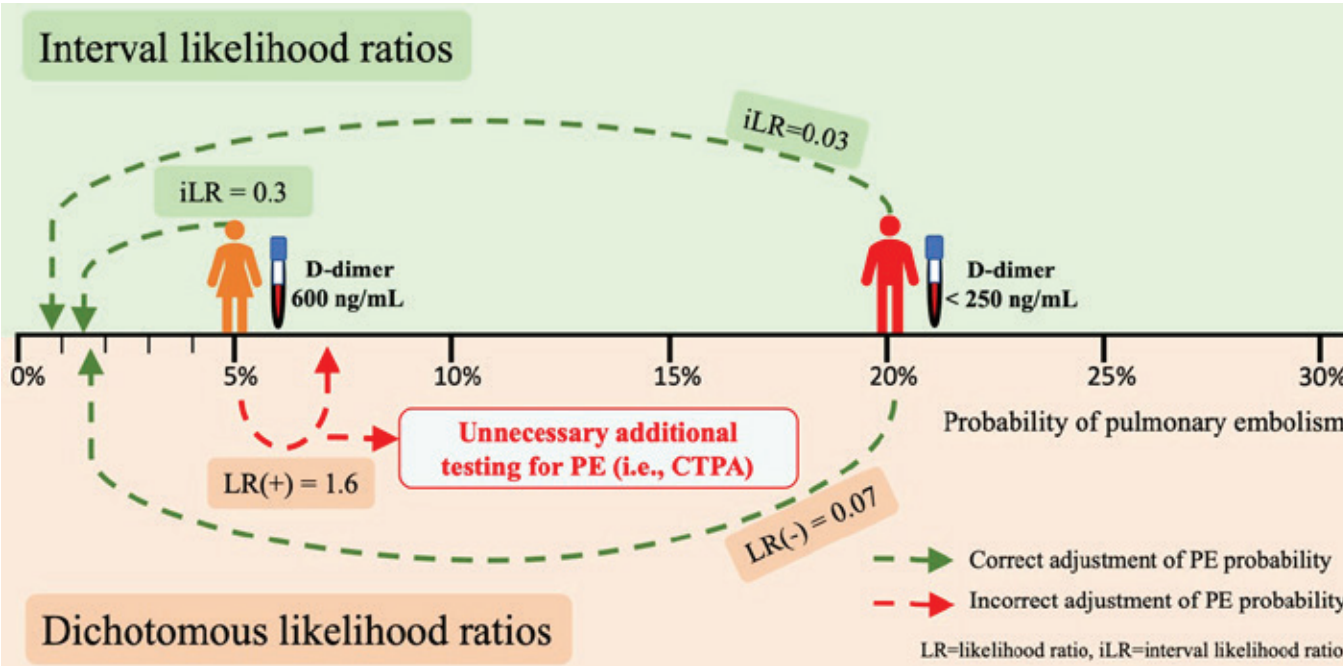 Interval likelihood ratios
iLR=0.03
iLR = 0.3
D-dimer
600 ng/mL
D-dimer
< 250 ng/mL
0%
5%
10%
15%
20%
25%
30%
Probability of pulmonary embolism
Unnecessary additional
testing for PE (i.e., CTPA)
LR(+) = 1.6
LR(-) = 0.07
Correct adjustment of PE probability
Incorrect adjustment of PE probability
Dichotomous likelihood ratios
LR=likelihood ratio, iLR=interval likelihood ratio